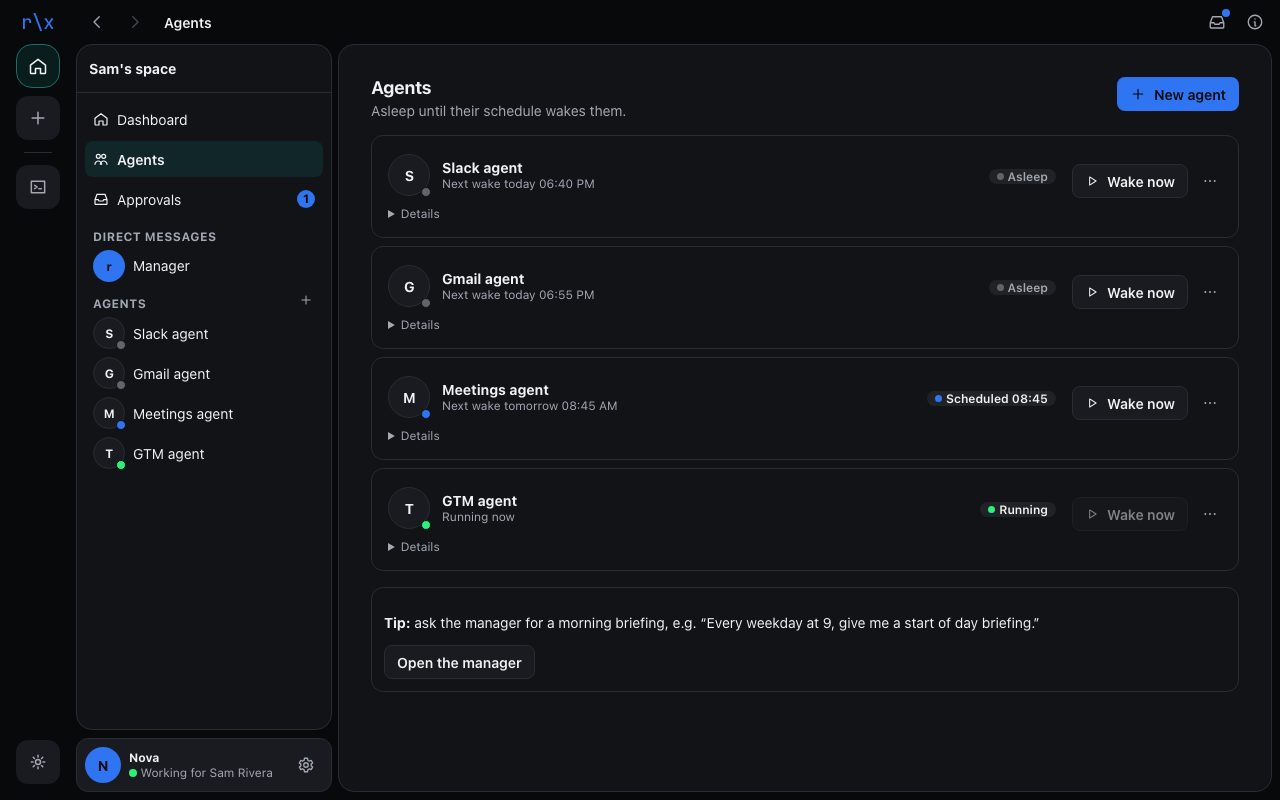 r\x
Agents
Sam's space
Dashboard
Agents
Approvals
1
DIRECT MESSAGES
r
Manager
AGENTS
S
Slack agent
G
Gmail agent
M
Meetings agent
T
GTM agent
N
Nova
Working for Sam Rivera
Agents
Asleep until their schedule wakes them.
New agent
S
Slack agent
Next wake today 06:40 PM
Asleep
Wake now
Details
G
Gmail agent
Next wake today 06:55 PM
Asleep
Wake now
Details
M
Meetings agent
Next wake tomorrow 08:45 AM
Scheduled 08:45
Wake now
Details
T
GTM agent
Running now
Running
Wake now
Details
Tip: ask the manager for a morning briefing, e.g. “Every weekday at 9, give me a start of day briefing.”
Open the manager